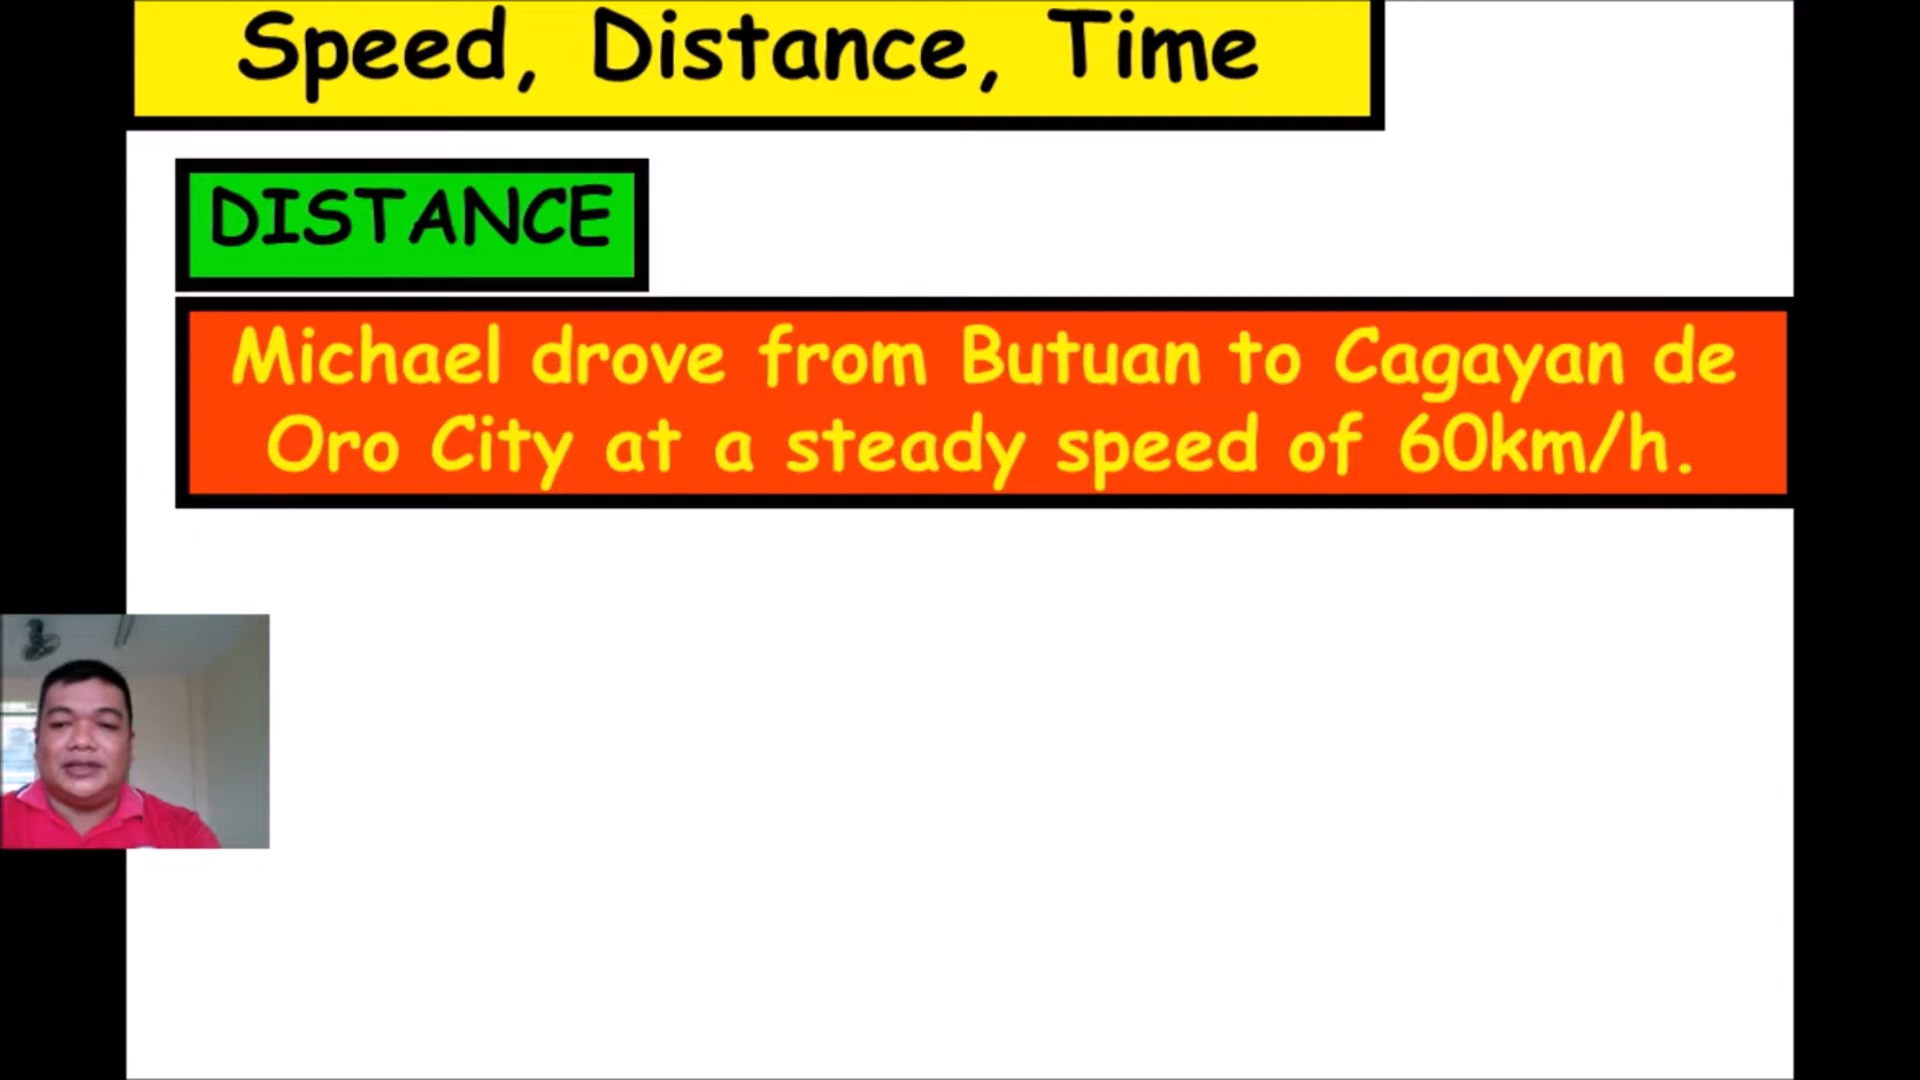 Speed, Distance, Time
DISTANCE
Michael drove from Butuan to Cagayan de
Oro City at a steady speed of 60km/h.